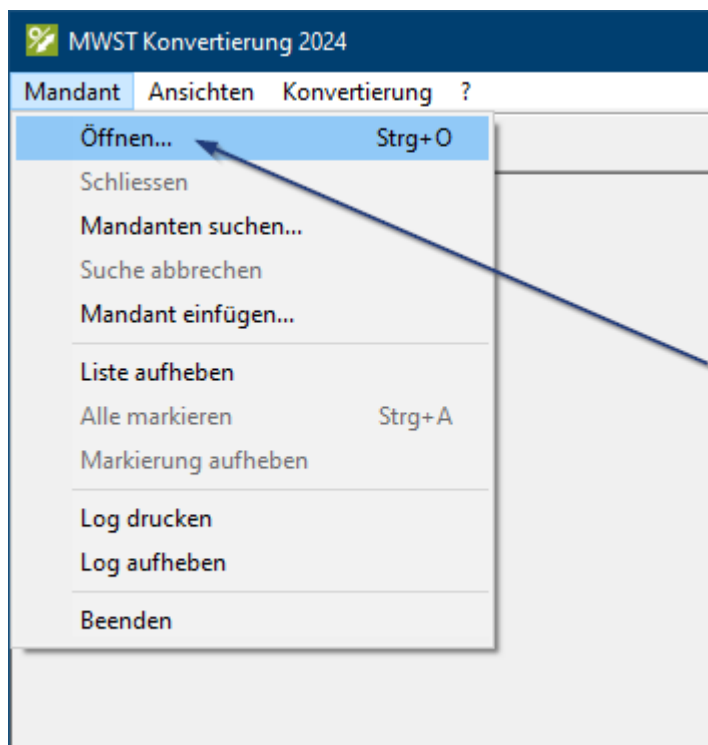 MWST Konvertierung 2024
Mandant Ansichten Konvertierung ?
Öffnen... Strg+O
Schliessen
Mandanten suchen...
Suche abbrechen
Mandant einfügen...
Liste aufheben
Alle markieren Strg+A
Markierung aufheben
Log drucken
Log aufheben
Beenden